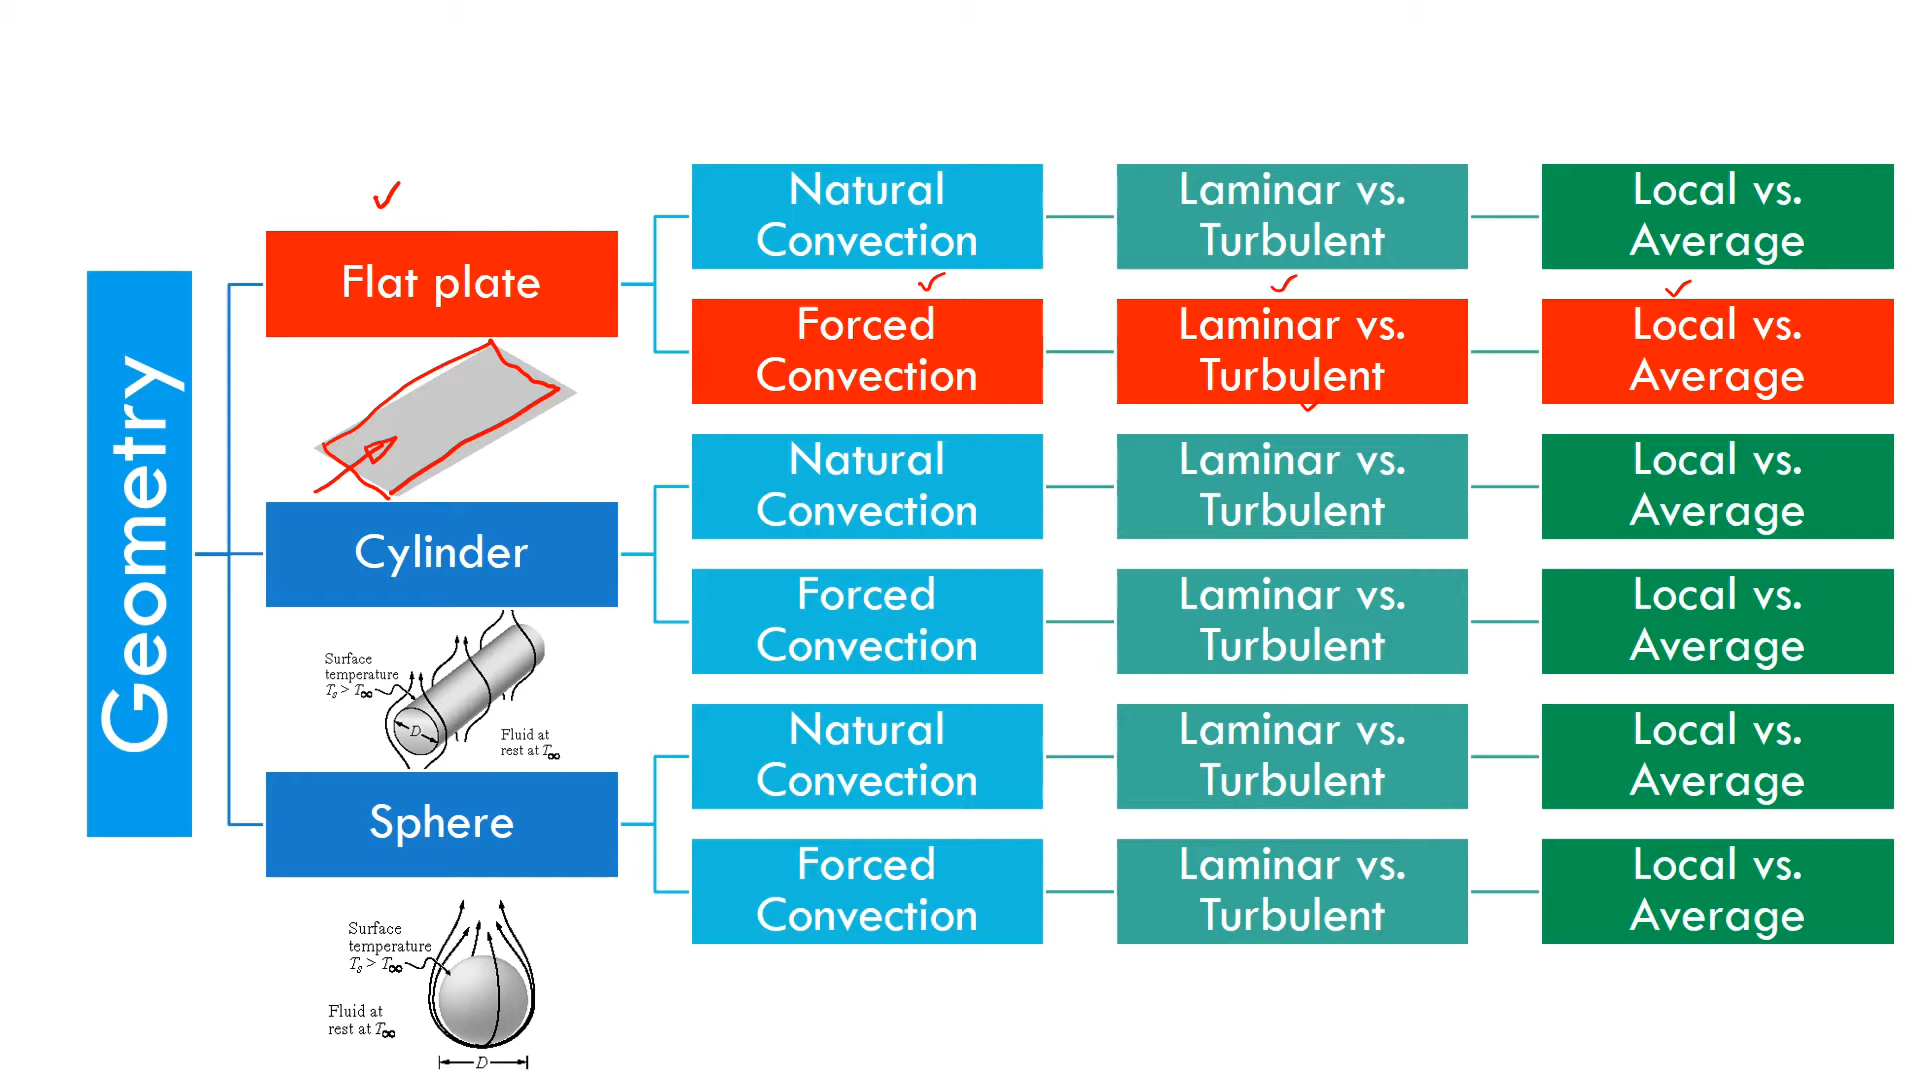 Geometry
Flat plate
Natural
Convection
Laminar vs.
Turbulent
Local vs.
Average
Forced
Convection
Laminar vs.
Turbulent
Local vs.
Average
Cylinder
Surface
temperature
Ts > T∞
D
Fluid at
rest at T∞
Natural
Convection
Laminar vs.
Turbulent
Local vs.
Average
Forced
Convection
Laminar vs.
Turbulent
Local vs.
Average
Sphere
Surface
temperature
Ts > T∞
Fluid at
rest at T∞
D
Natural
Convection
Laminar vs.
Turbulent
Local vs.
Average
Forced
Convection
Laminar vs.
Turbulent
Local vs.
Average